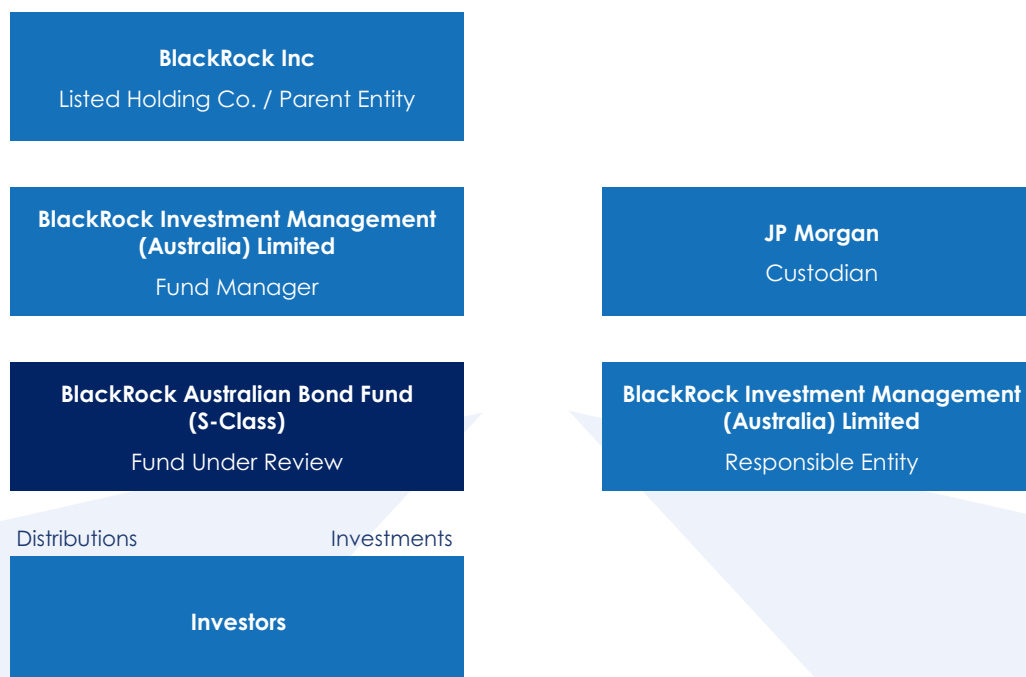 BlackRock Inc
Listed Holding Co. / Parent Entity
BlackRock Investment Management
(Australia) Limited
Fund Manager
JP Morgan
Custodian
BlackRock Australian Bond Fund
(S-Class)
Fund Under Review
BlackRock Investment Management
(Australia) Limited
Responsible Entity
Distributions
Investments
Investors